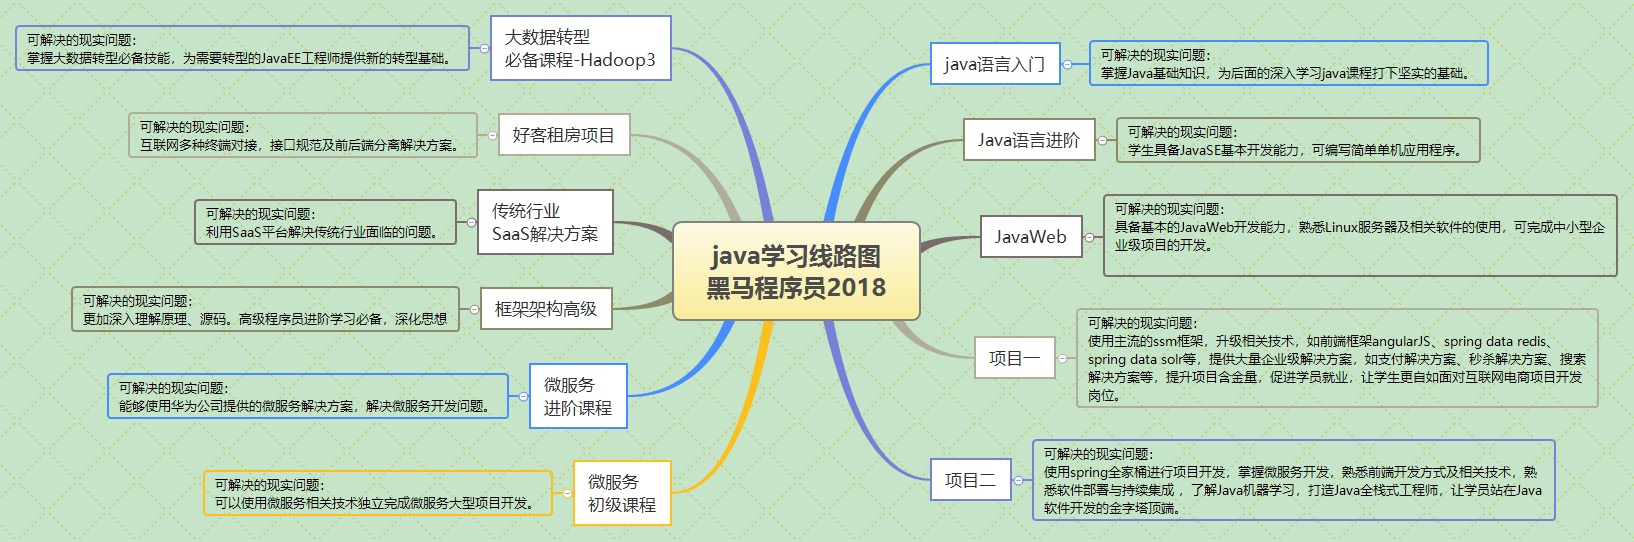 java学习线路图
黑马程序员2018
java语言入门
可解决的现实问题：
掌握Java基础知识，为后面的深入学习java课程打下坚实的基础。
Java语言进阶
可解决的现实问题：
学生具备JavaSE基本开发能力，可编写简单单机应用程序。
JavaWeb
可解决的现实问题：
具备基本的JavaWeb开发能力，熟悉Linux服务器及相关软件的使用，可完成中小型企
业级项目的开发。
项目一
可解决的现实问题：
使用主流的ssm框架，升级相关技术，如前端框架angularJS、spring data redis、
spring data solr等，提供大量企业级解决方案，如支付解决方案、秒杀解决方案、搜索
解决方案等，提升项目含金量，促进学员就业，让学生更自如面对互联网电商项目开发
岗位。
项目二
可解决的现实问题：
使用spring全家桶进行项目开发，掌握微服务开发，熟悉前端开发方式及相关技术，熟
悉软件部署与持续集成 ，了解Java机器学习，打造Java全栈式工程师，让学员站在Java
软件开发的金字塔顶端。
微服务
初级课程
可解决的现实问题：
可以使用微服务相关技术独立完成微服务大型项目开发。
微服务
进阶课程
可解决的现实问题：
能够使用华为公司提供的微服务解决方案，解决微服务开发问题。
框架架构高级
可解决的现实问题：
更加深入理解原理、源码。高级程序员进阶学习必备，深化思想
传统行业
SaaS解决方案
可解决的现实问题：
利用SaaS平台解决传统行业面临的问题。
好客租房项目
可解决的现实问题：
互联网多种终端对接，接口规范及前后端分离解决方案。
大数据转型
必备课程-Hadoop3
可解决的现实问题：
掌握大数据转型必备技能，为需要转型的JavaEE工程师提供新的转型基础。